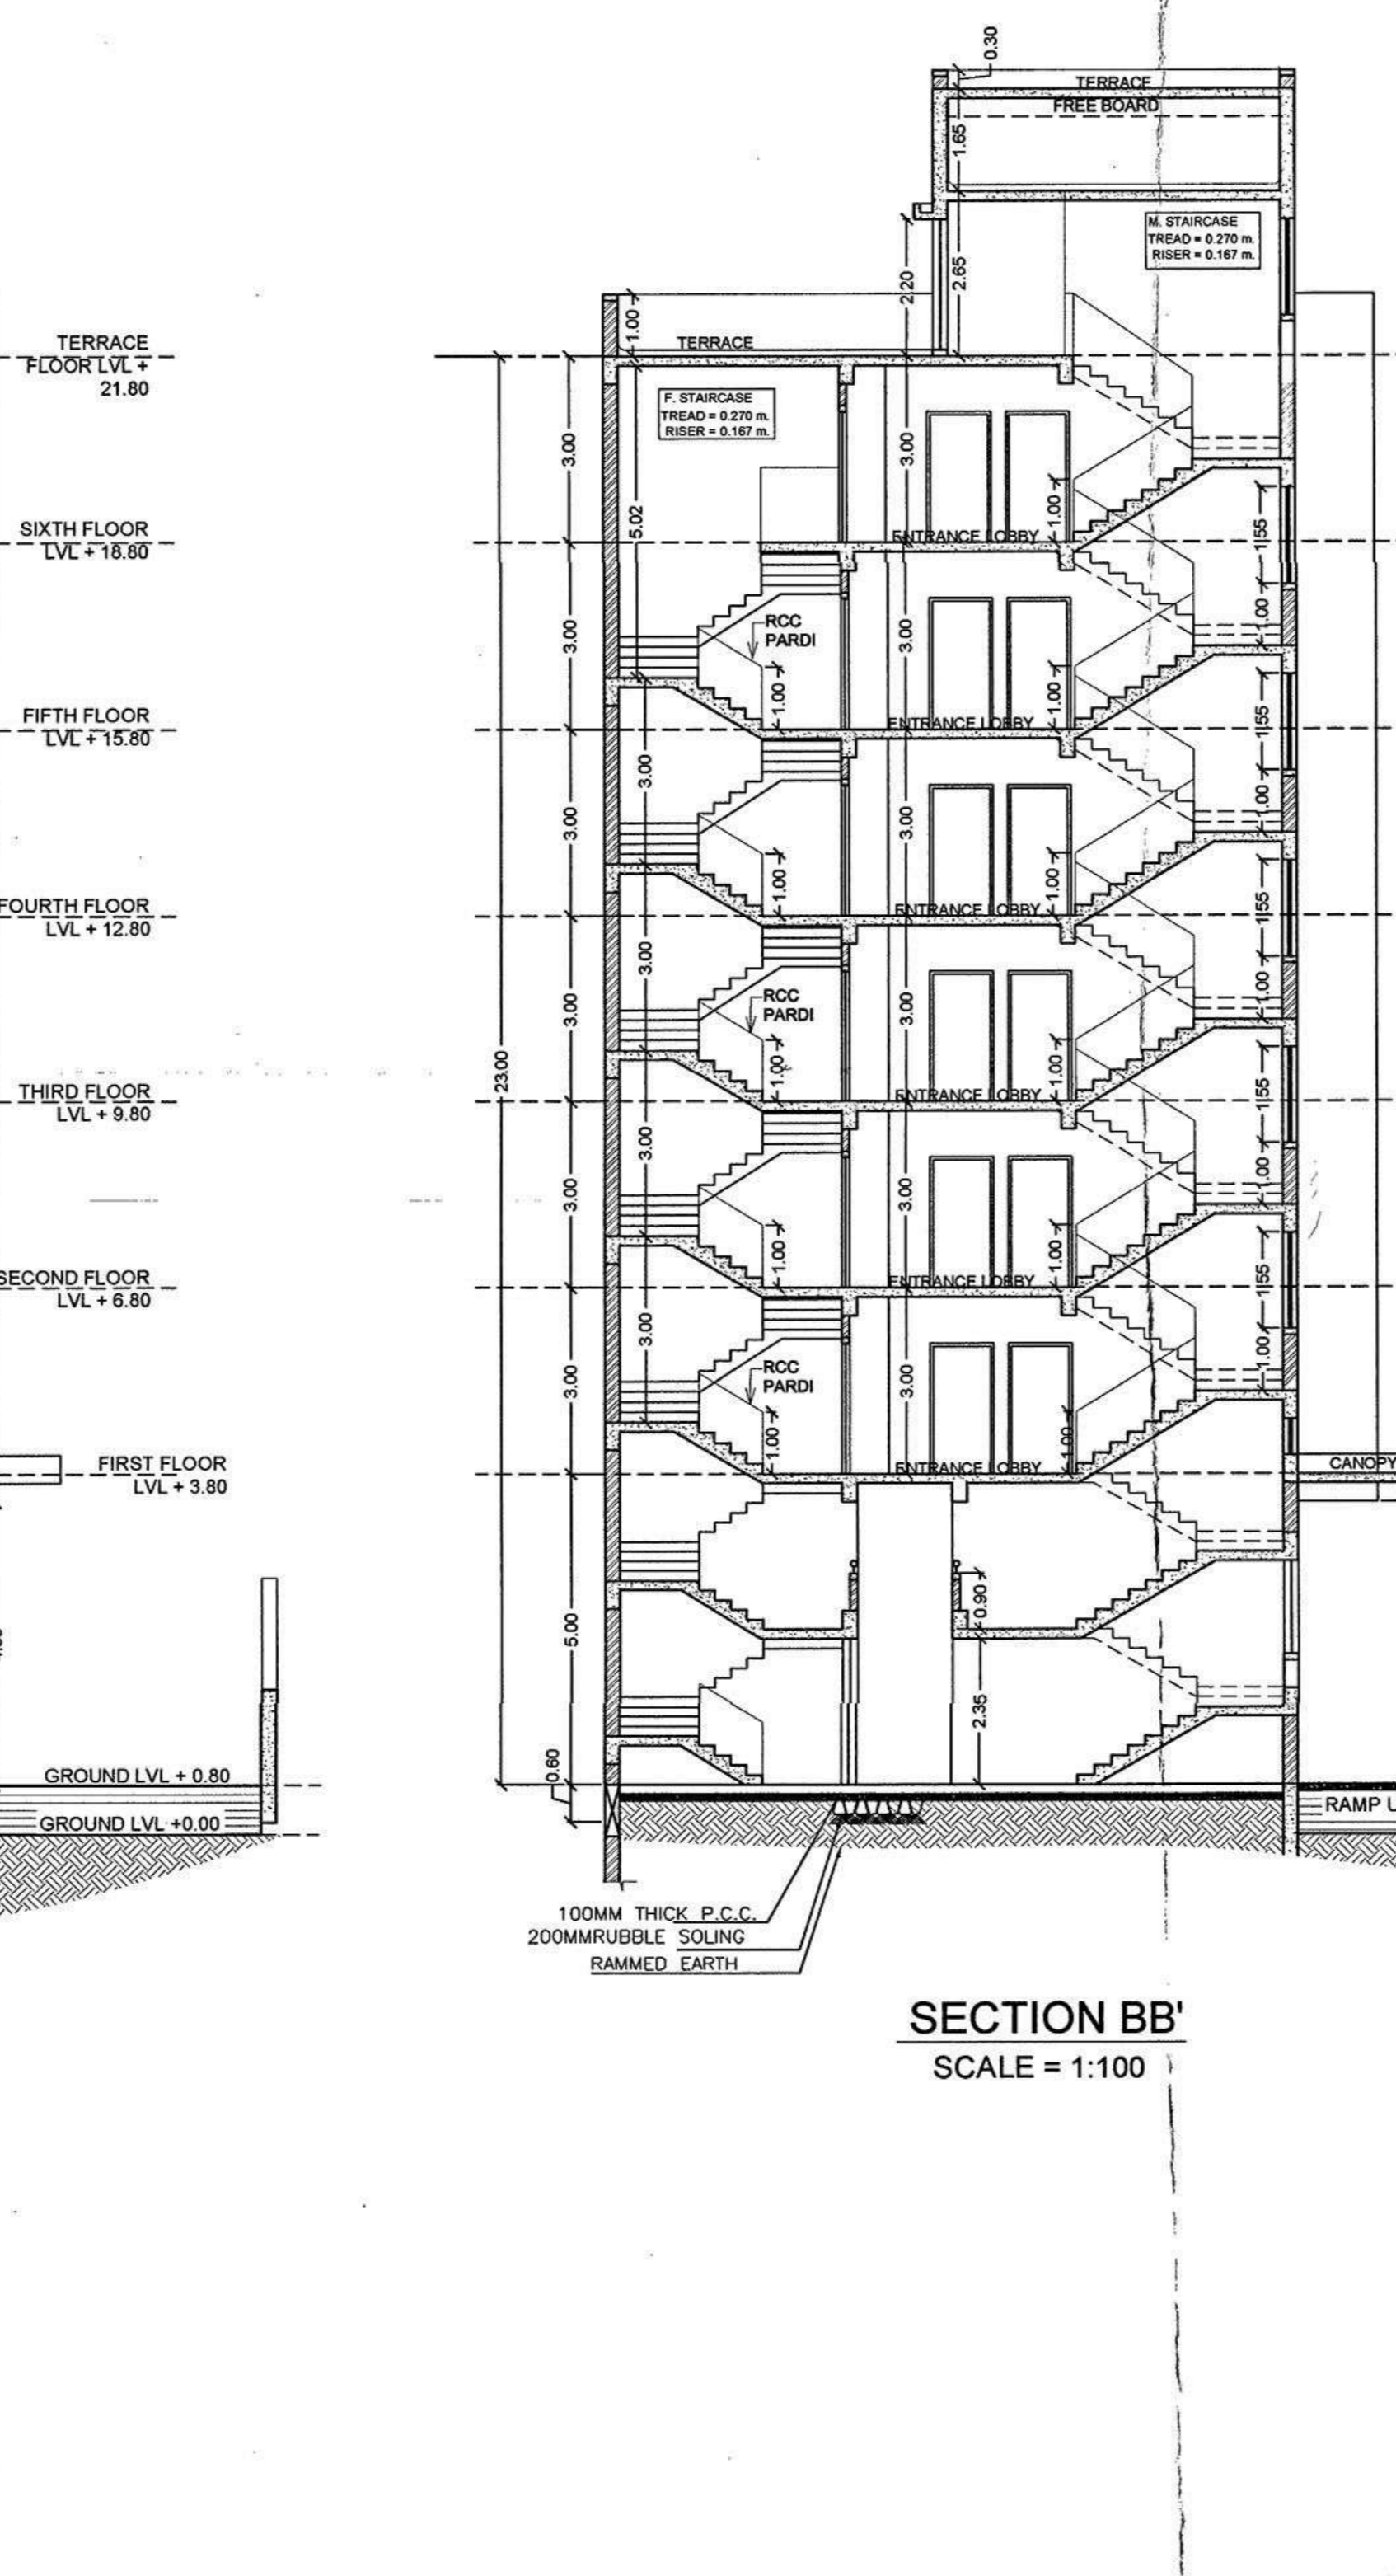 0.30
TERRACE
FREE BOARD
1.65
M. STAIRCASE
TREAD = 0.270 m.
RISER = 0.167 m.
2.20
2.65
1.00
TERRACE
TERRACE
FLOOR LVL +
21.80
F. STAIRCASE
TREAD = 0.270 m.
RISER = 0.167 m.
3.00
3.00
5.02
1.00
1.55
SIXTH FLOOR
LVL + 18.80
ENTRANCE LOBBY
RCC
PARDI
3.00
3.00
1.00
1.00
1.00
1.55
FIFTH FLOOR
LVL + 15.80
ENTRANCE LOBBY
3.00
3.00
3.00
1.00
1.00
1.00
1.55
FOURTH FLOOR
LVL + 12.80
ENTRANCE LOBBY
3.00
3.00
3.00
RCC
PARDI
1.00
1.00
1.00
1.55
23.00
THIRD FLOOR
LVL + 9.80
ENTRANCE LOBBY
3.00
3.00
3.00
1.00
1.00
1.00
1.55
SECOND FLOOR
LVL + 6.80
ENTRANCE LOBBY
3.00
3.00
3.00
RCC
PARDI
1.00
1.00
1.00
FIRST FLOOR
LVL + 3.80
ENTRANCE LOBBY
CANOPY
0.90
5.00
2.35
0.60
GROUND LVL + 0.80
GROUND LVL +0.00
RAMP U
100MM THICK P.C.C.
200MMRUBBLE SOLING
RAMMED EARTH
SECTION BB'
SCALE = 1:100